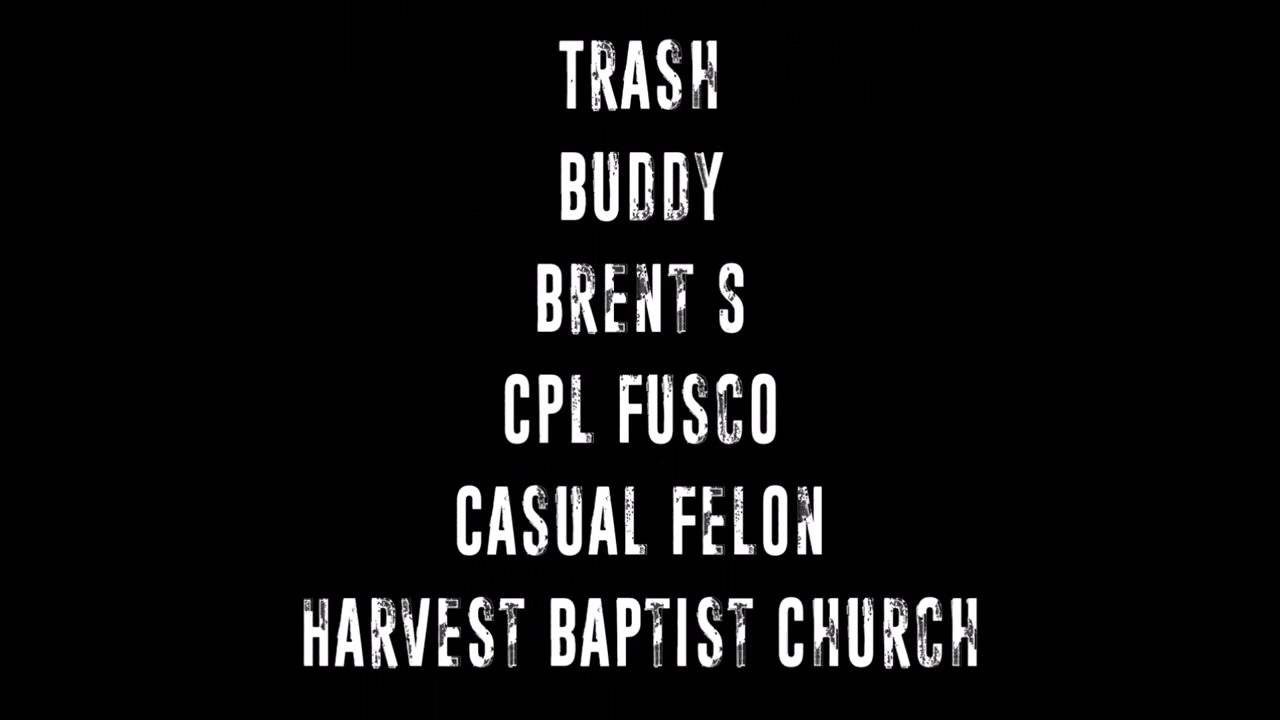 TRASH
BUDDY
BRENT S
CPL FUSCO
CASUAL FELON
HARVEST BAPTIST CHURCH